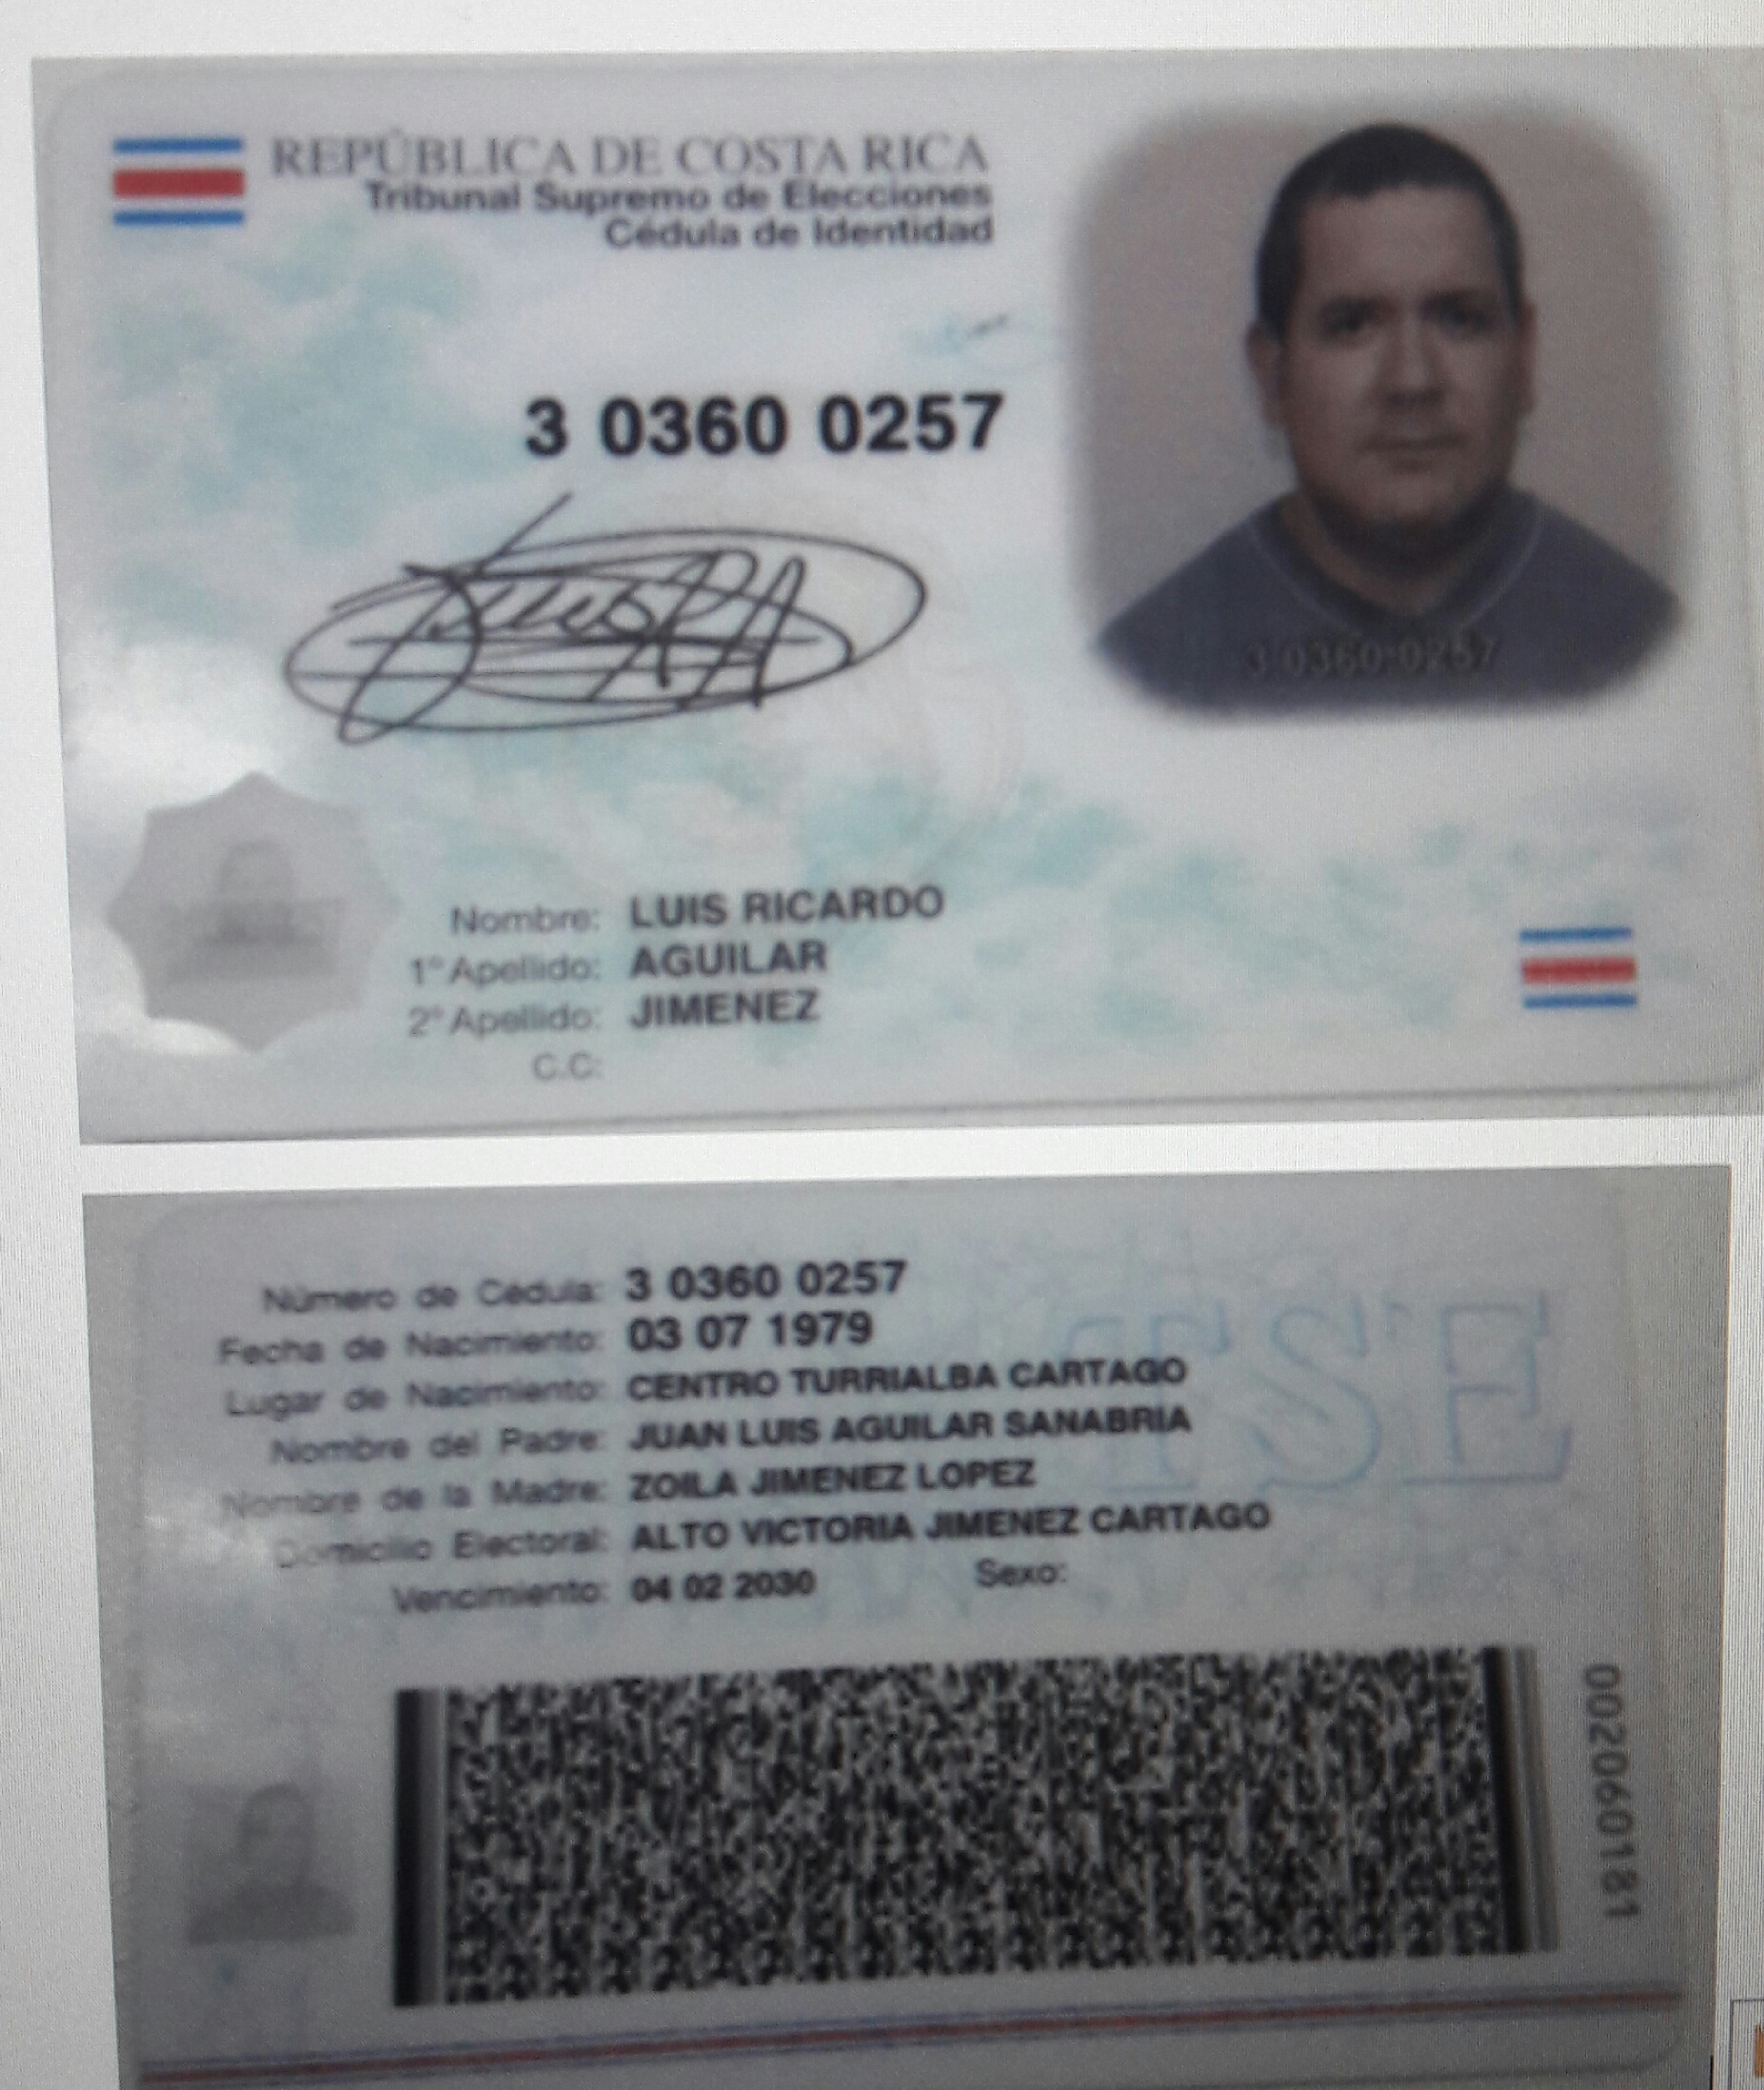 REPÚBLICA DE COSTA RICA
Tribunal Supremo de Elecciones
Cédula de Identidad
3 0360 0257
3 0360 0257
Nombre: LUIS RICARDO
1° Apellido: AGUILAR
2° Apellido: JIMENEZ
C.C:
Número de Cédula: 3 0360 0257
Fecha de Nacimiento: 03 07 1979
Lugar de Nacimiento: CENTRO TURRIALBA CARTAGO
Nombre del Padre: JUAN LUIS AGUILAR SANABRIA
Nombre de la Madre: ZOILA JIMENEZ LOPEZ
Domicilio Electoral: ALTO VICTORIA JIMENEZ CARTAGO
Vencimiento: 04 02 2030 Sexo:
TSE
002060181